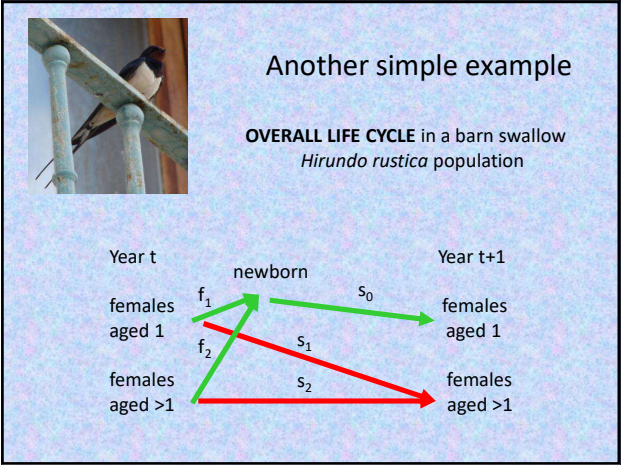 Another simple example
OVERALL LIFE CYCLE in a barn swallow
Hirundo rustica population
Year t
Year t+1
newborn
f₁
s₀
females
aged 1
females
aged 1
f₂
s₁
s₂
females
aged >1
females
aged >1